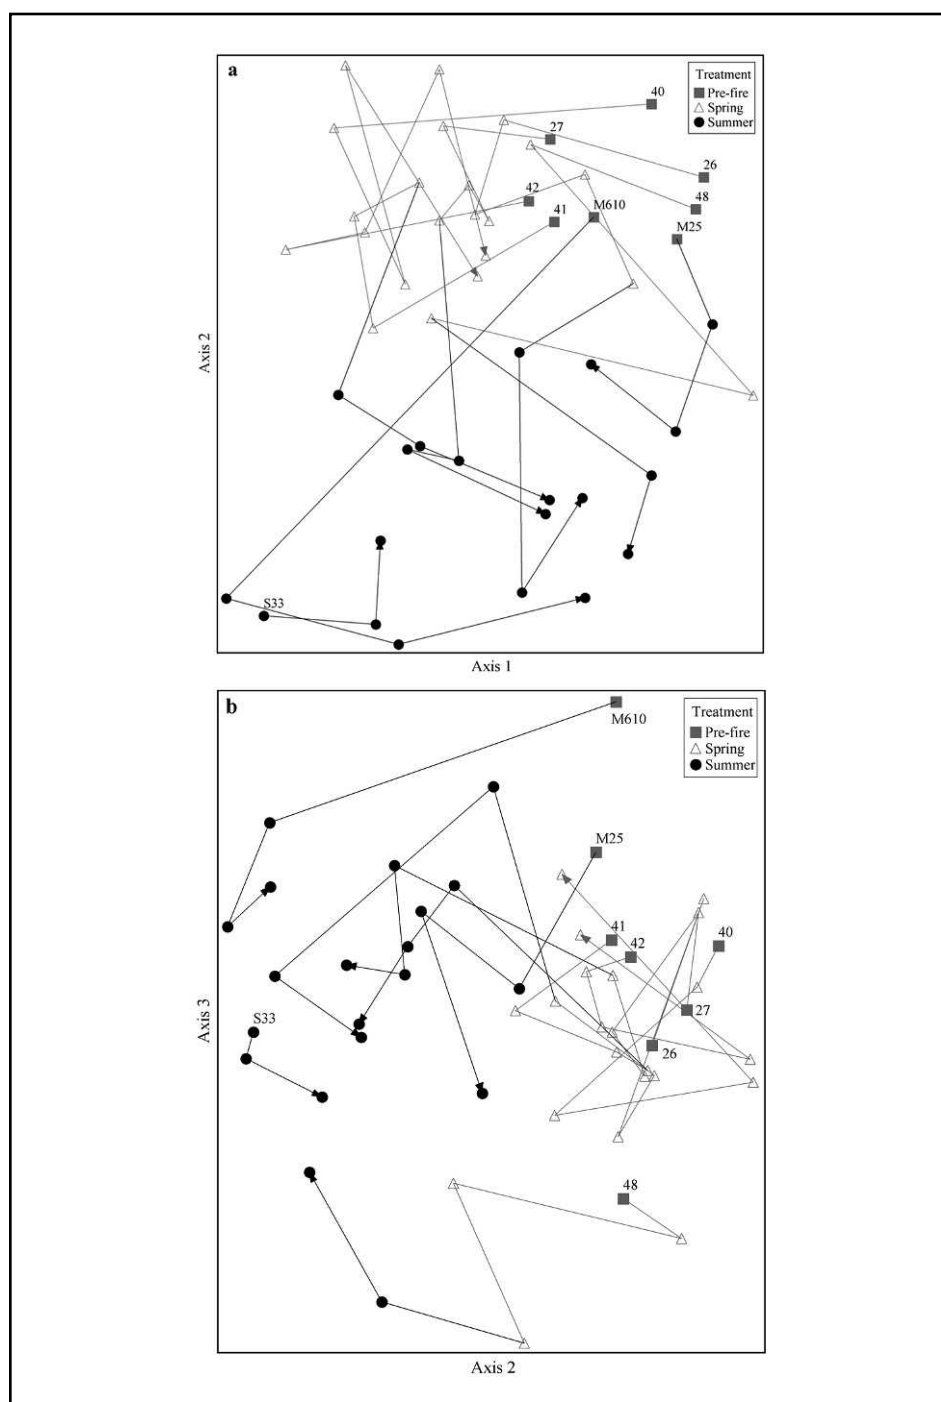 a
Treatment
Pre-fire
Spring
Summer
40
27
26
42
48
41
M610
M25
S33
Axis 2
Axis 1
b
Treatment
Pre-fire
Spring
Summer
M610
M25
41
42
40
27
26
S33
48
Axis 3
Axis 2